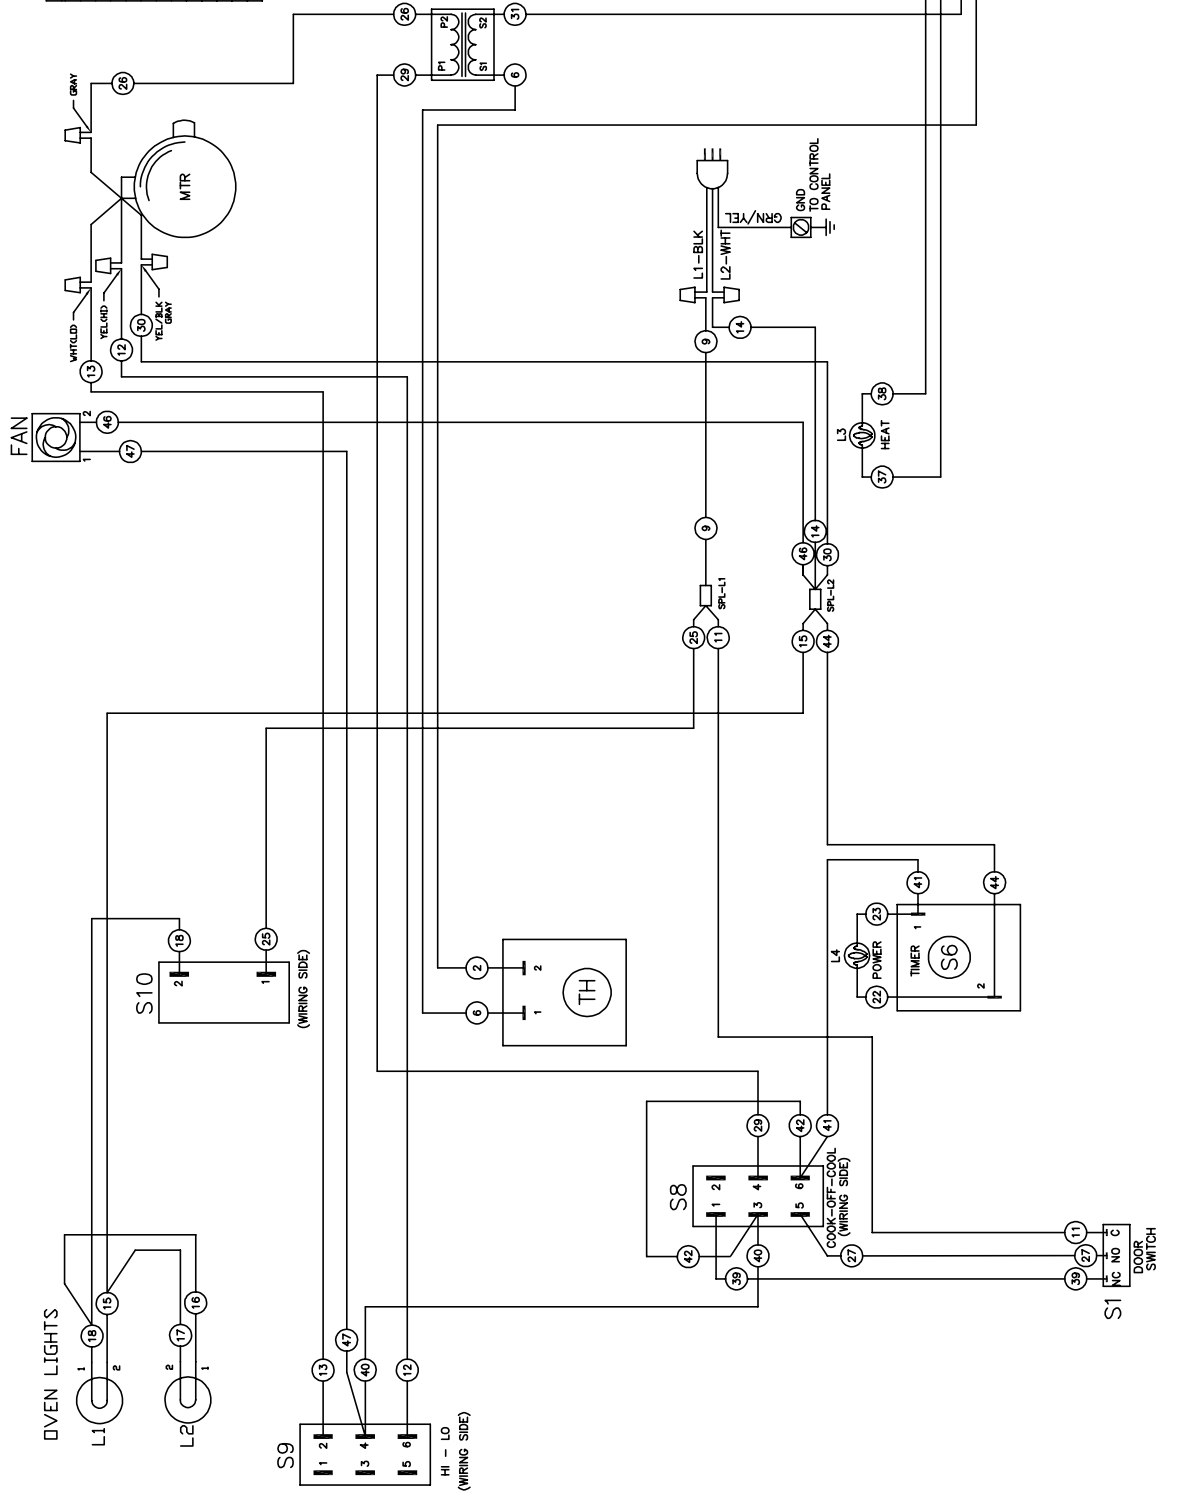 26
P2
S2
31
29
P1
S1
6
GRAY
26
MTR
GND
TO CONTROL
PANEL
GRN/YEL
L1-BLK
L2-WHT
WHT(LO)
YEL(HI)
YEL/BLK
GRAY
30
12
13
9
14
FAN
2
46
1
47
38
L3
HEAT
37
9
14
46
30
SPL-L1
SPL-L2
25
11
15
44
18
25
S10
2
1
(WIRING SIDE)
2
6
2
1
TH
41
44
23
L4
POWER
22
1
TIMER
S6
2
29
42
41
S8
2
4
6
1
3
5
COOK-OFF-COOL
(WIRING SIDE)
42
40
27
39
11
27
39
C
NO
NC
DOOR
SWITCH
S1
OVEN LIGHTS
18
15
17
16
1
2
2
1
L1
L2
47
13
40
12
S9
2
4
6
1
3
5
HI - LO
(WIRING SIDE)